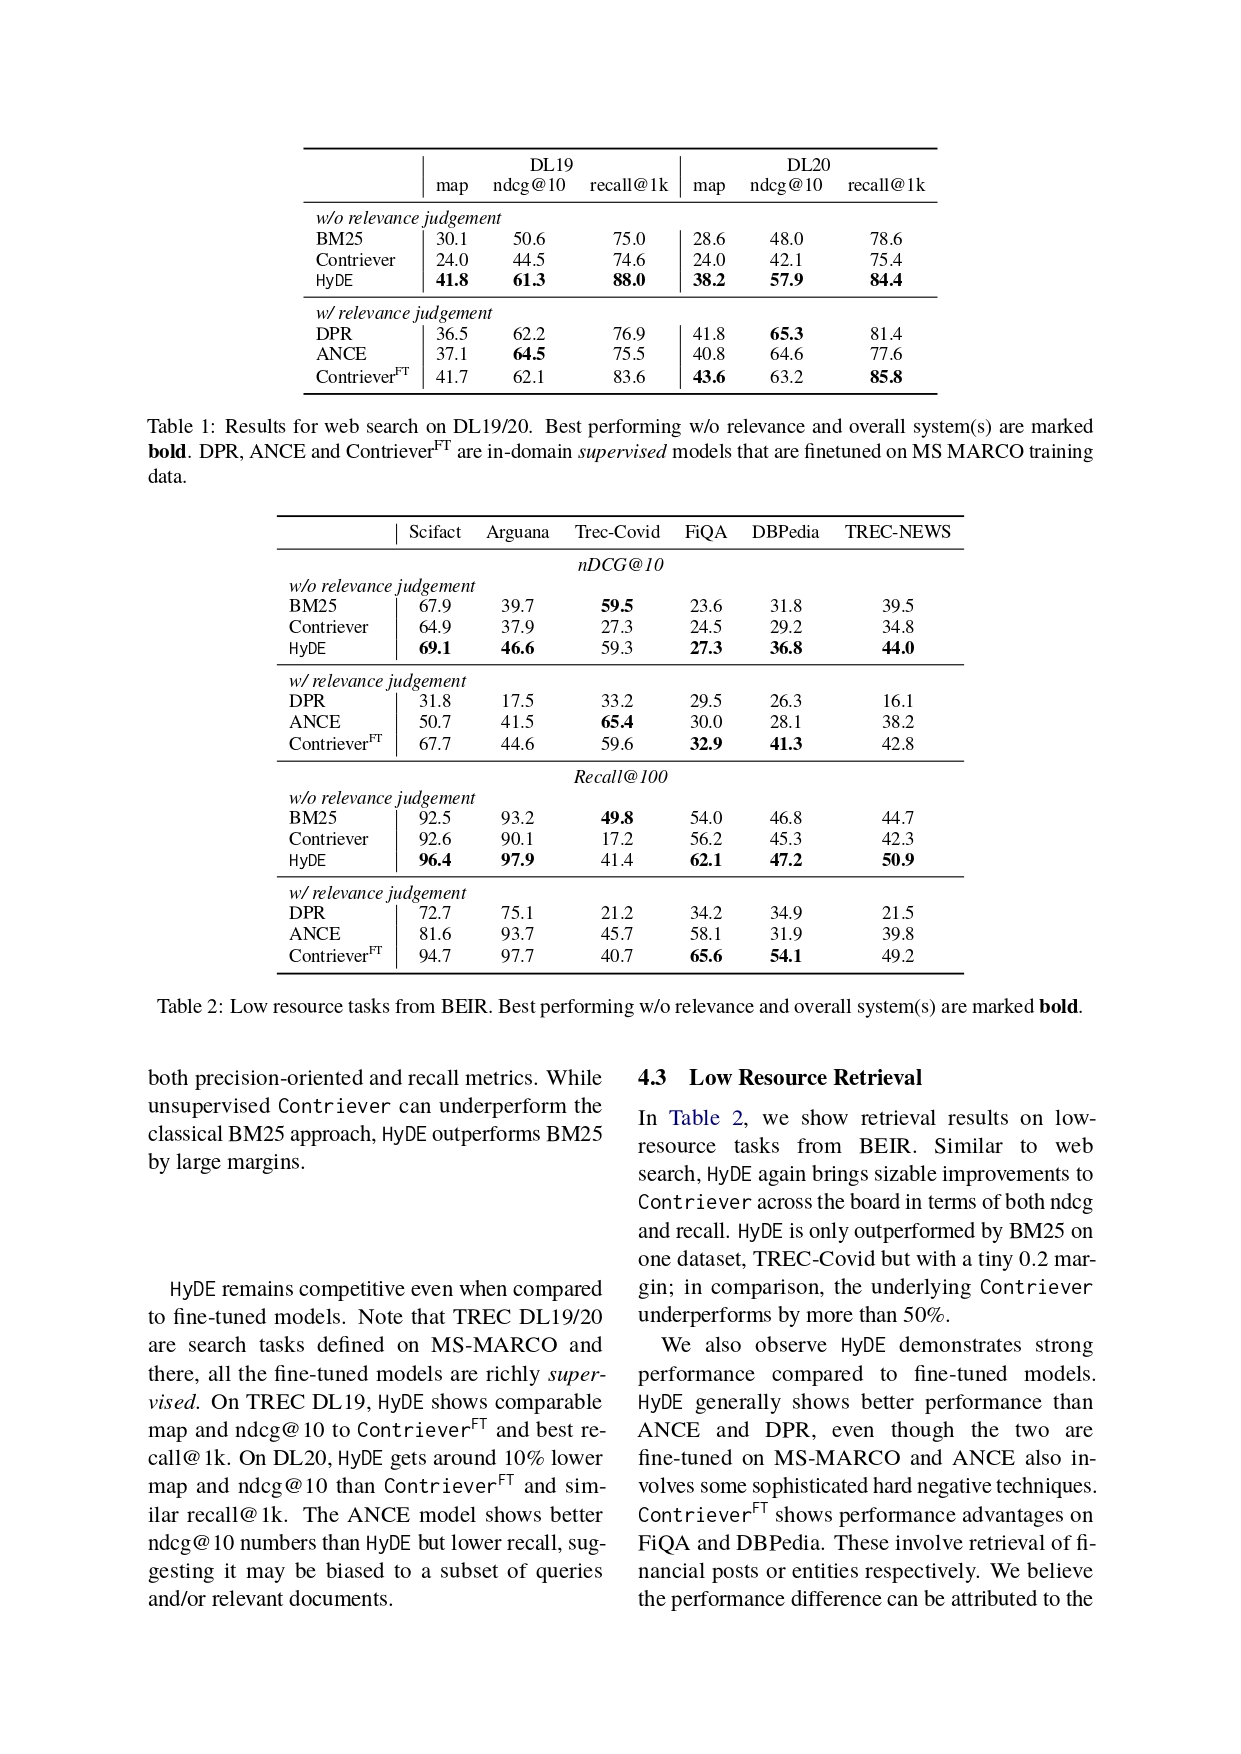 DL19 DL20
map ndcg@10 recall@1k map ndcg@10 recall@1k
w/o relevance judgement
BM25 30.1 50.6 75.0 28.6 48.0 78.6
Contriever 24.0 44.5 74.6 24.0 42.1 75.4
HyDE 41.8 61.3 88.0 38.2 57.9 84.4
w/ relevance judgement
DPR 36.5 62.2 76.9 41.8 65.3 81.4
ANCE 37.1 64.5 75.5 40.8 64.6 77.6
Contriever^FT 41.7 62.1 83.6 43.6 63.2 85.8
Table 1: Results for web search on DL19/20. Best performing w/o relevance and overall system(s) are marked
bold. DPR, ANCE and Contriever^FT are in-domain supervised models that are finetuned on MS MARCO training
data.
Scifact Arguana Trec-Covid FiQA DBPedia TREC-NEWS
nDCG@10
w/o relevance judgement
BM25 67.9 39.7 59.5 23.6 31.8 39.5
Contriever 64.9 37.9 27.3 24.5 29.2 34.8
HyDE 69.1 46.6 59.3 27.3 36.8 44.0
w/ relevance judgement
DPR 31.8 17.5 33.2 29.5 26.3 16.1
ANCE 50.7 41.5 65.4 30.0 28.1 38.2
Contriever^FT 67.7 44.6 59.6 32.9 41.3 42.8
Recall@100
w/o relevance judgement
BM25 92.5 93.2 49.8 54.0 46.8 44.7
Contriever 92.6 90.1 17.2 56.2 45.3 42.3
HyDE 96.4 97.9 41.4 62.1 47.2 50.9
w/ relevance judgement
DPR 72.7 75.1 21.2 34.2 34.9 21.5
ANCE 81.6 93.7 45.7 58.1 31.9 39.8
Contriever^FT 94.7 97.7 40.7 65.6 54.1 49.2
Table 2: Low resource tasks from BEIR. Best performing w/o relevance and overall system(s) are marked bold.
both precision-oriented and recall metrics. While
unsupervised Contriever can underperform the
classical BM25 approach, HyDE outperforms BM25
by large margins.
HyDE remains competitive even when compared
to fine-tuned models. Note that TREC DL19/20
are search tasks defined on MS-MARCO and
there, all the fine-tuned models are richly super-
vised. On TREC DL19, HyDE shows comparable
map and ndcg@10 to Contriever^FT and best re-
call@1k. On DL20, HyDE gets around 10% lower
map and ndcg@10 than Contriever^FT and sim-
ilar recall@1k. The ANCE model shows better
ndcg@10 numbers than HyDE but lower recall, sug-
gesting it may be biased to a subset of queries
and/or relevant documents.
4.3 Low Resource Retrieval
In Table 2, we show retrieval results on low-
resource tasks from BEIR. Similar to web
search, HyDE again brings sizable improvements to
Contriever across the board in terms of both ndcg
and recall. HyDE is only outperformed by BM25 on
one dataset, TREC-Covid but with a tiny 0.2 mar-
gin; in comparison, the underlying Contriever
underperforms by more than 50%.
We also observe HyDE demonstrates strong
performance compared to fine-tuned models.
HyDE generally shows better performance than
ANCE and DPR, even though the two are
fine-tuned on MS-MARCO and ANCE also in-
volves some sophisticated hard negative techniques.
Contriever^FT shows performance advantages on
FiQA and DBPedia. These involve retrieval of fi-
nancial posts or entities respectively. We believe
the performance difference can be attributed to the